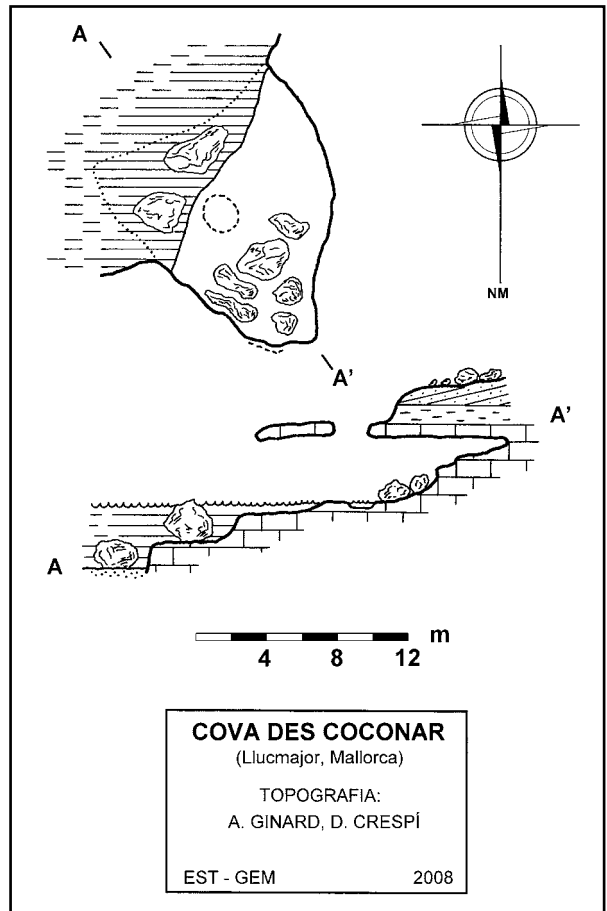 A
NM
A'
A'
A
m
4 8 12
COVA DES COCONAR
(Llucmajor, Mallorca)
TOPOGRAFIA:
A. GINARD, D. CRESPÍ
EST - GEM 2008